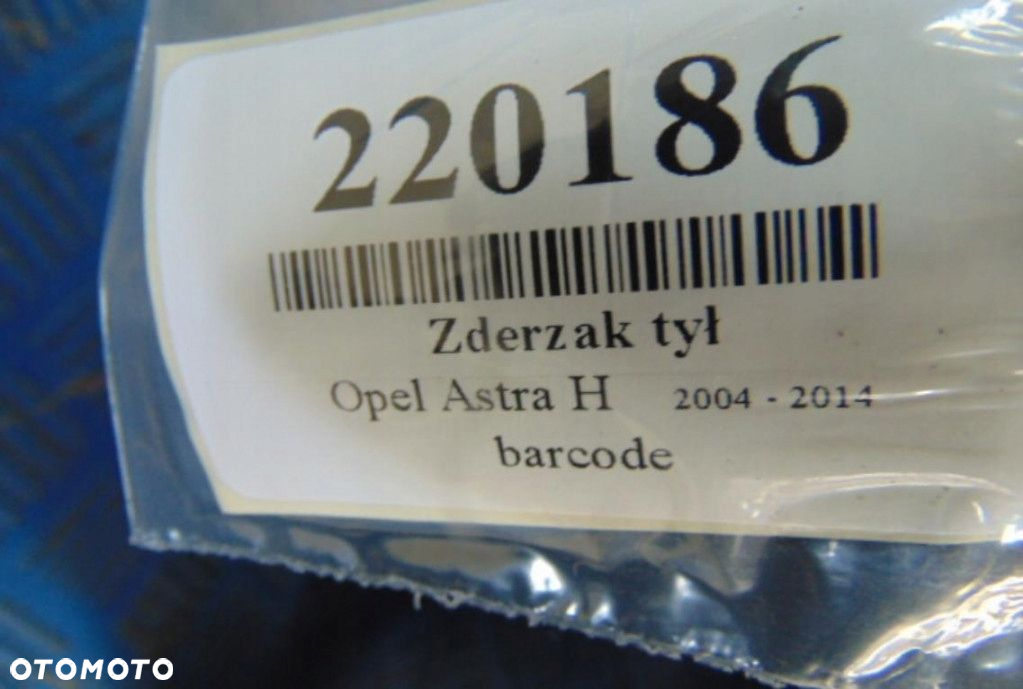 220186
Zderzak tył
Opel Astra H 2004 - 2014
barcode
OTOMOTO